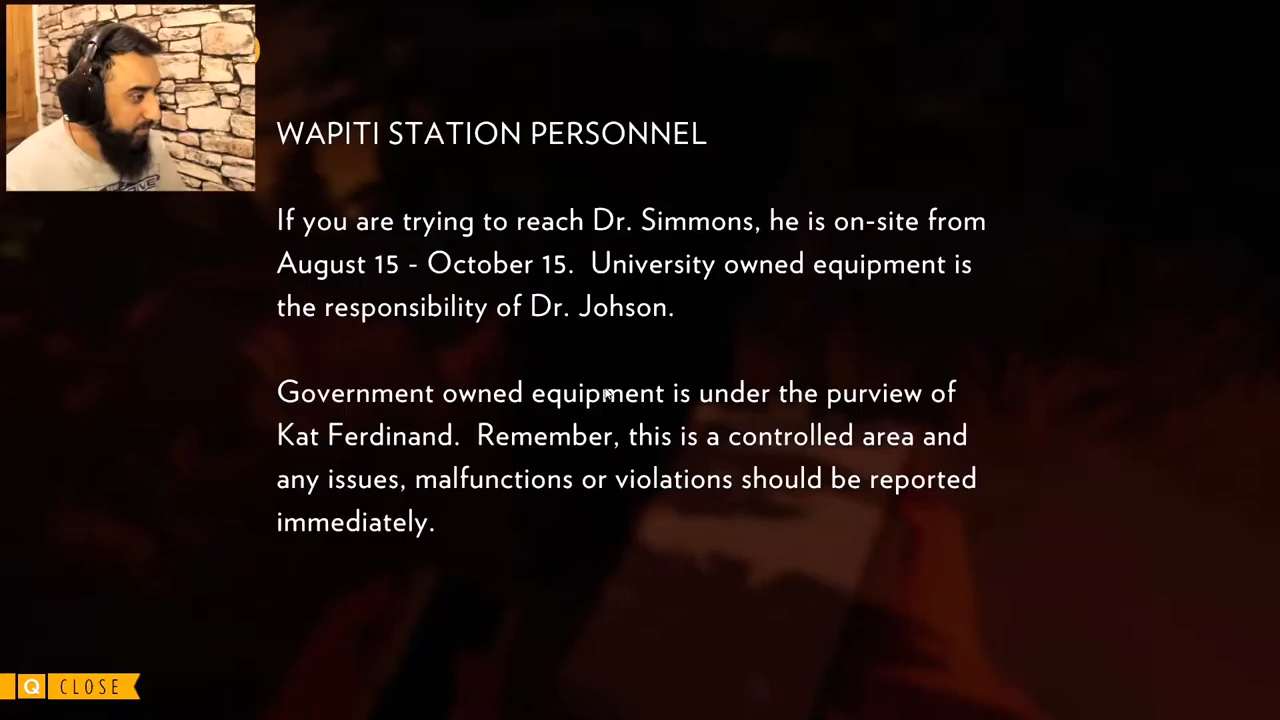 WAPITI STATION PERSONNEL
If you are trying to reach Dr. Simmons, he is on-site from
August 15 - October 15. University owned equipment is
the responsibility of Dr. Johson.
Government owned equipment is under the purview of
Kat Ferdinand. Remember, this is a controlled area and
any issues, malfunctions or violations should be reported
immediately.
Q CLOSE